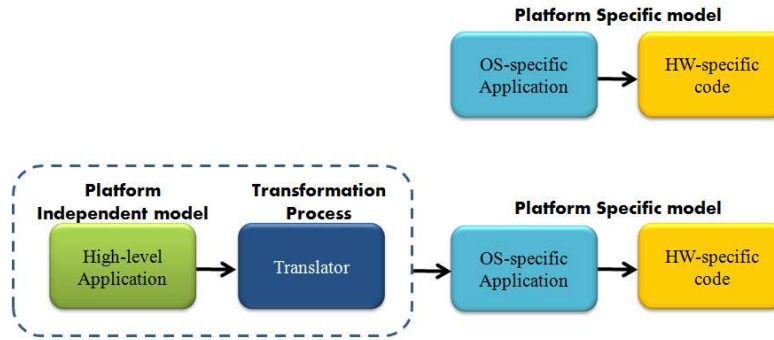 Platform Specific model
OS-specific
Application
HW-specific
code
Platform
Independent model
Transformation
Process
Platform Specific model
High-level
Application
Translator
OS-specific
Application
HW-specific
code